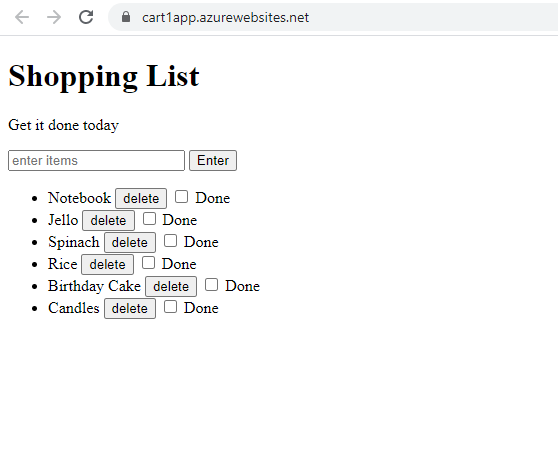 cart1app.azurewebsites.net
Shopping List
Get it done today
enter items Enter
Notebook delete Done
Jello delete Done
Spinach delete Done
Rice delete Done
Birthday Cake delete Done
Candles delete Done